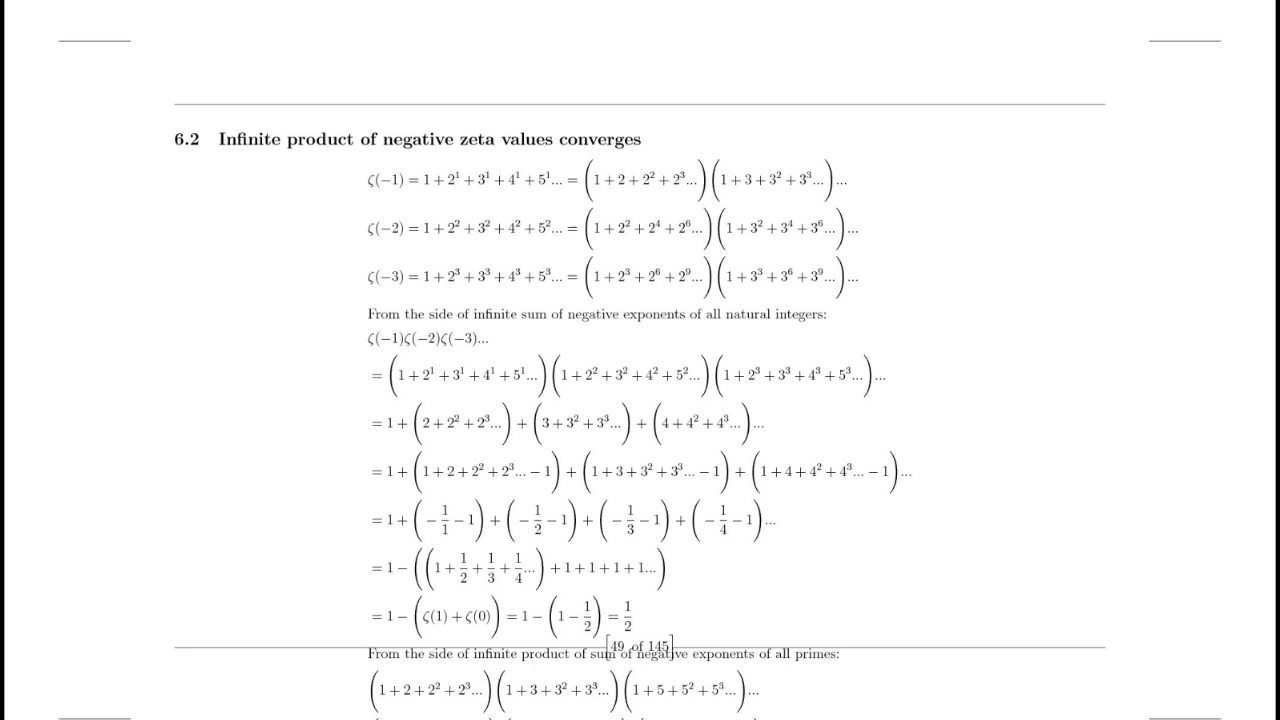 6.2 Infinite product of negative zeta values converges
ζ(−1) = 1 + 2¹ + 3¹ + 4¹ + 5¹... = (1 + 2 + 2² + 2³...)(1 + 3 + 3² + 3³...)...
ζ(−2) = 1 + 2² + 3² + 4² + 5²... = (1 + 2² + 2⁴ + 2⁶...)(1 + 3² + 3⁴ + 3⁶...)...
ζ(−3) = 1 + 2³ + 3³ + 4³ + 5³... = (1 + 2³ + 2⁶ + 2⁹...)(1 + 3³ + 3⁶ + 3⁹...)...
From the side of infinite sum of negative exponents of all natural integers:
ζ(−1)ζ(−2)ζ(−3)...
= (1 + 2¹ + 3¹ + 4¹ + 5¹...)(1 + 2² + 3² + 4² + 5²...)(1 + 2³ + 3³ + 4³ + 5³...)...
= 1 + (2 + 2² + 2³...) + (3 + 3² + 3³...) + (4 + 4² + 4³...)...
= 1 + (1 + 2 + 2² + 2³... − 1) + (1 + 3 + 3² + 3³... − 1) + (1 + 4 + 4² + 4³... − 1)...
= 1 + (−1/1 − 1) + (−1/2 − 1) + (−1/3 − 1) + (−1/4 − 1)...
= 1 − ((1 + 1/2 + 1/3 + 1/4...) + 1 + 1 + 1 + 1...)
= 1 − (ζ(1) + ζ(0)) = 1 − (1 − 1/2) = 1/2
[49 of 145]
From the side of infinite product of sum of negative exponents of all primes:
(1 + 2 + 2² + 2³...)(1 + 3 + 3² + 3³...)(1 + 5 + 5² + 5³...)...